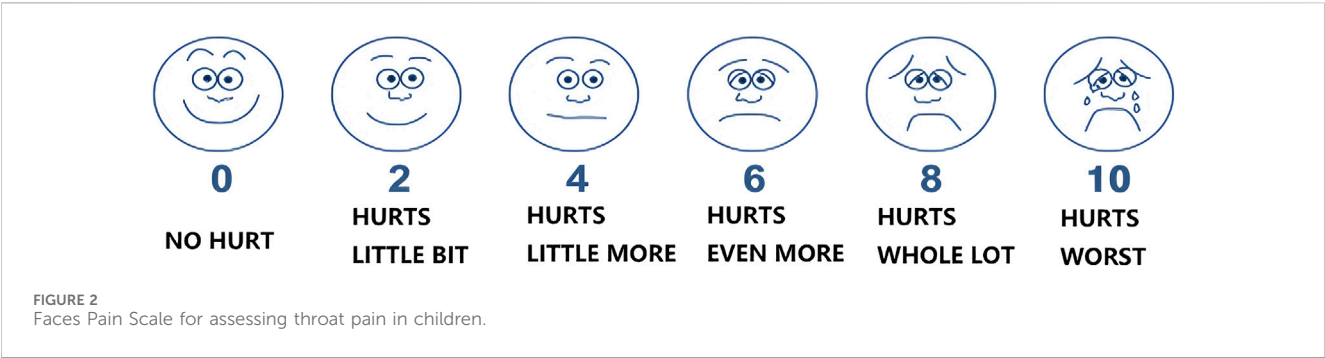 0 2 4 6 8 10
NO HURT
HURTS
LITTLE BIT
HURTS
LITTLE MORE
HURTS
EVEN MORE
HURTS
WHOLE LOT
HURTS
WORST
FIGURE 2
Faces Pain Scale for assessing throat pain in children.